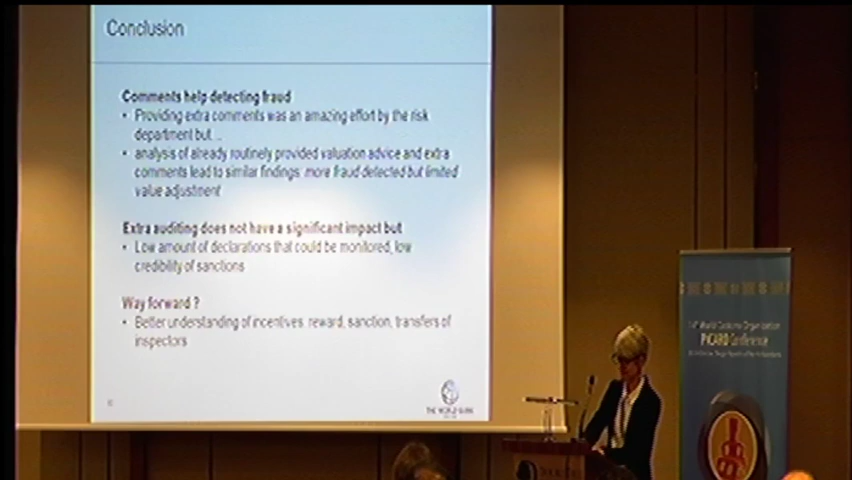 Conclusion
Comments help detecting fraud
• Providing extra comments was an amazing effort by the risk
department but...
• analysis of already routinely provided valuation advice and extra
comments lead to similar findings: more fraud detected but limited
value adjustment
Extra auditing does not have a significant impact but
• Low amount of declarations that could be monitored, low
credibility of sanctions
Way forward ?
• Better understanding of incentives: reward, sanction, transfers of
inspectors
THE WORLD BANK
World Customs Organization
PICARD Conference